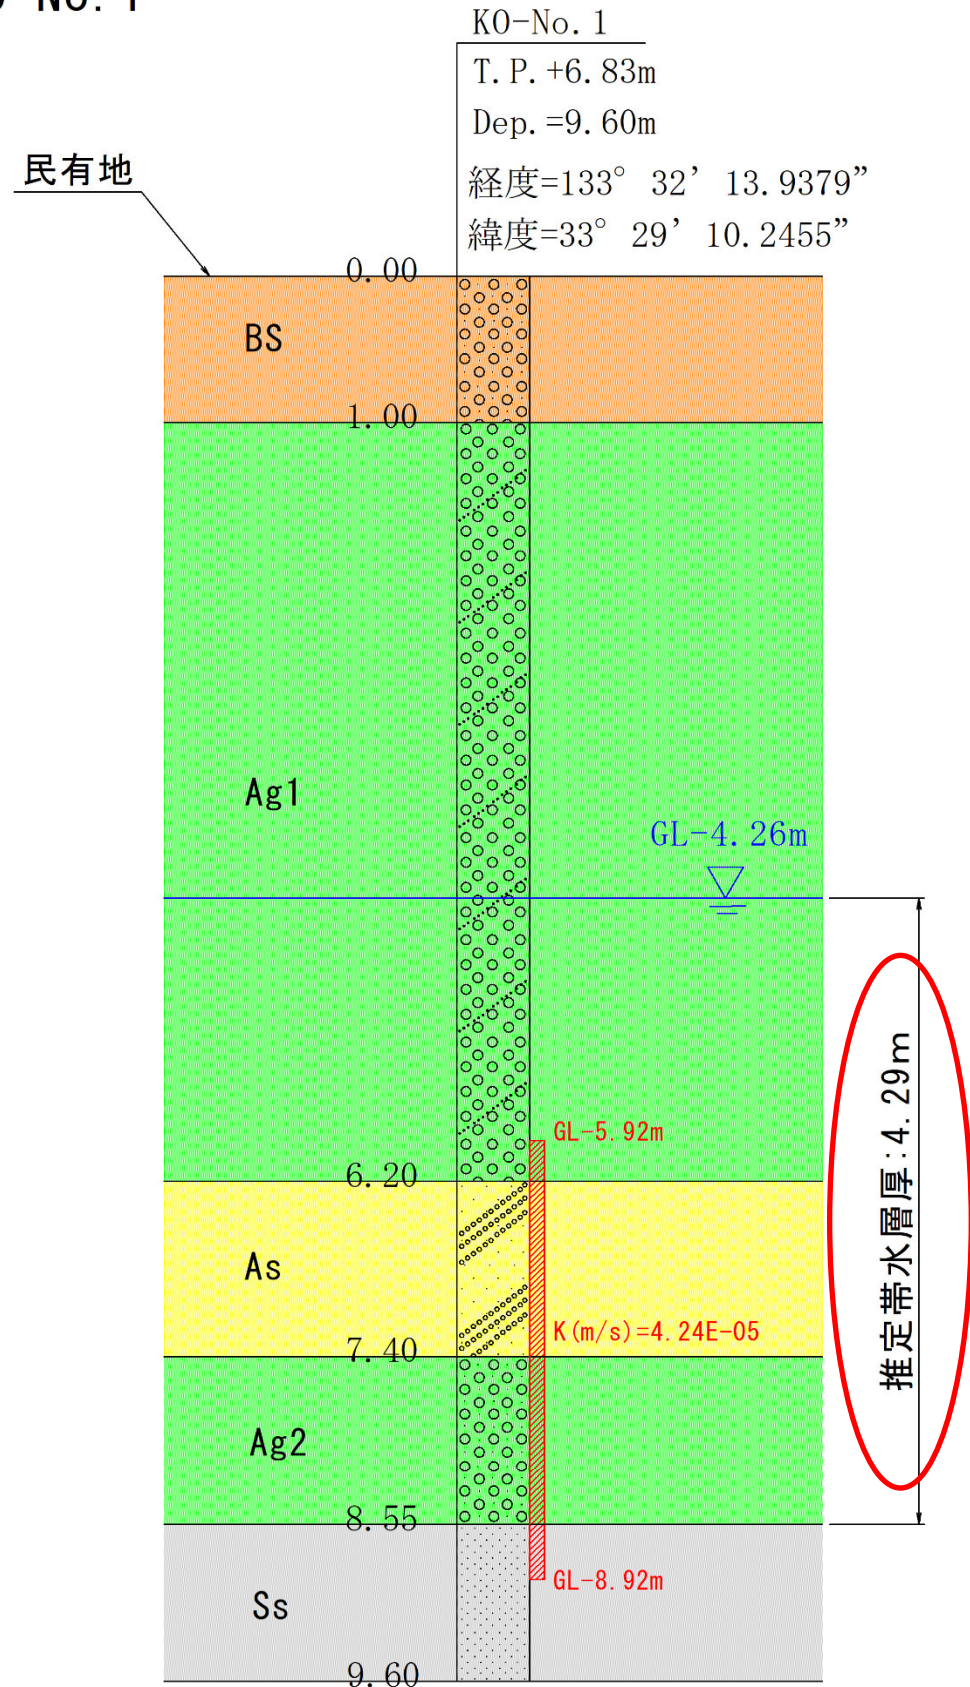 No. 1
KO-No. 1
T.P.+6.83m
Dep.=9.60m
経度=133° 32’ 13.9379”
緯度=33° 29’ 10.2455”
民有地
0.00
BS
1.00
Ag1
GL-4.26m
推定帯水層厚:4.29m
GL-5.92m
6.20
As
K(m/s)=4.24E-05
7.40
Ag2
8.55
GL-8.92m
Ss
9.60